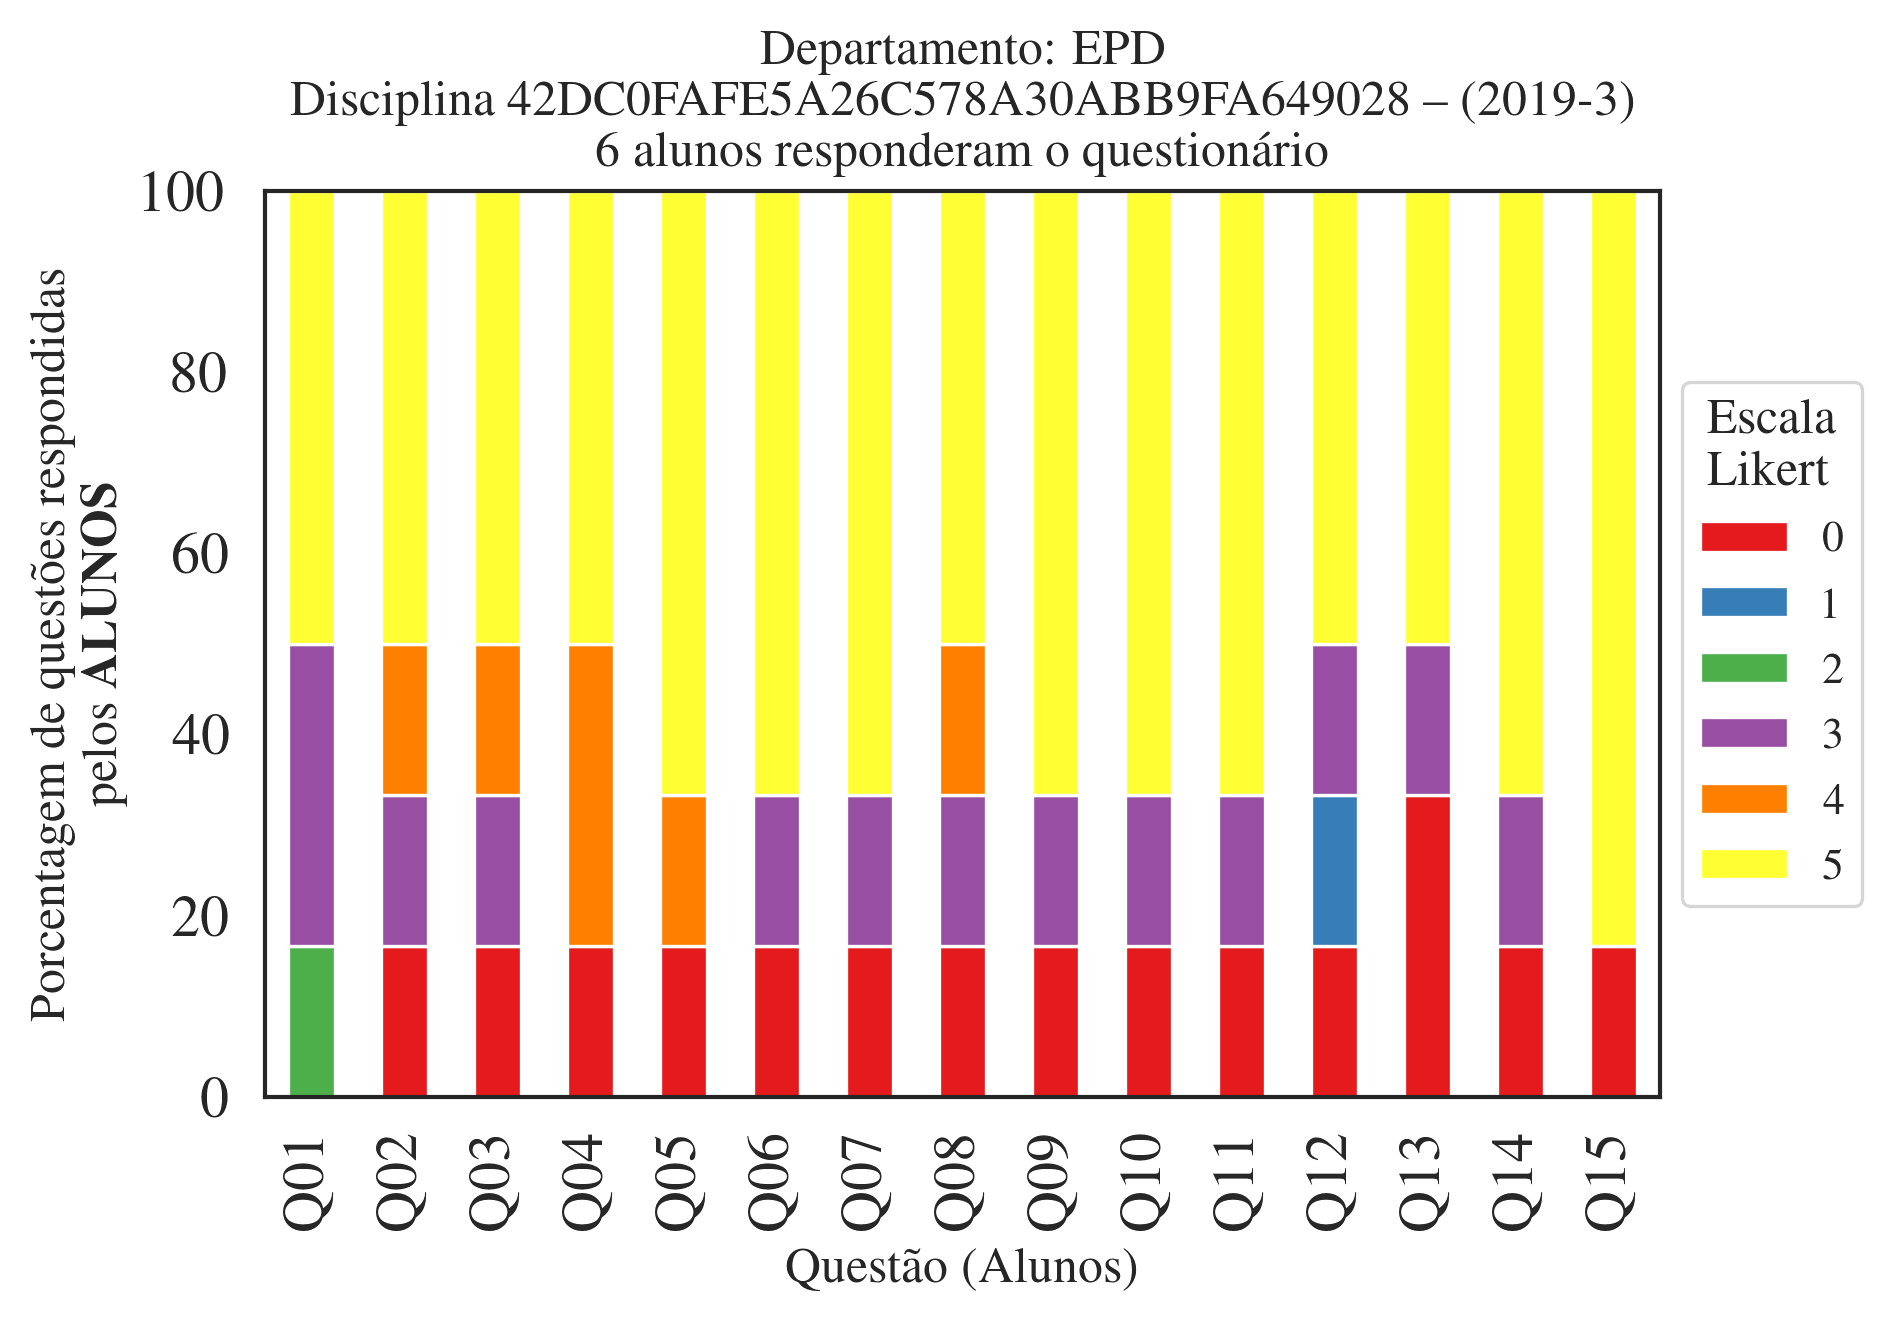 Departamento: EPD
Disciplina 42DC0FAFE5A26C578A30ABB9FA649028 – (2019-3)
6 alunos responderam o questionário
Porcentagem de questões respondidas
pelos ALUNOS
100
80
60
40
20
0
Q01
Q02
Q03
Q04
Q05
Q06
Q07
Q08
Q09
Q10
Q11
Q12
Q13
Q14
Q15
Questão (Alunos)
Escala
Likert
0
1
2
3
4
5